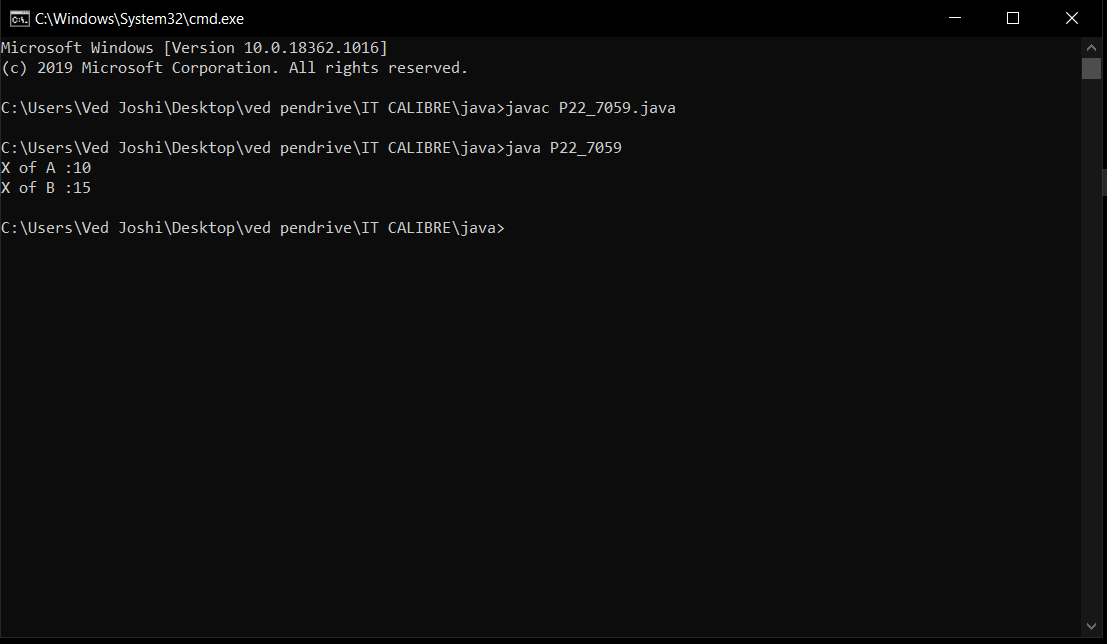 C:\Windows\System32\cmd.exe
Microsoft Windows [Version 10.0.18362.1016]
(c) 2019 Microsoft Corporation. All rights reserved.
C:\Users\Ved Joshi\Desktop\ved pendrive\IT CALIBRE\java>javac P22_7059.java
C:\Users\Ved Joshi\Desktop\ved pendrive\IT CALIBRE\java>java P22_7059
X of A :10
X of B :15
C:\Users\Ved Joshi\Desktop\ved pendrive\IT CALIBRE\java>